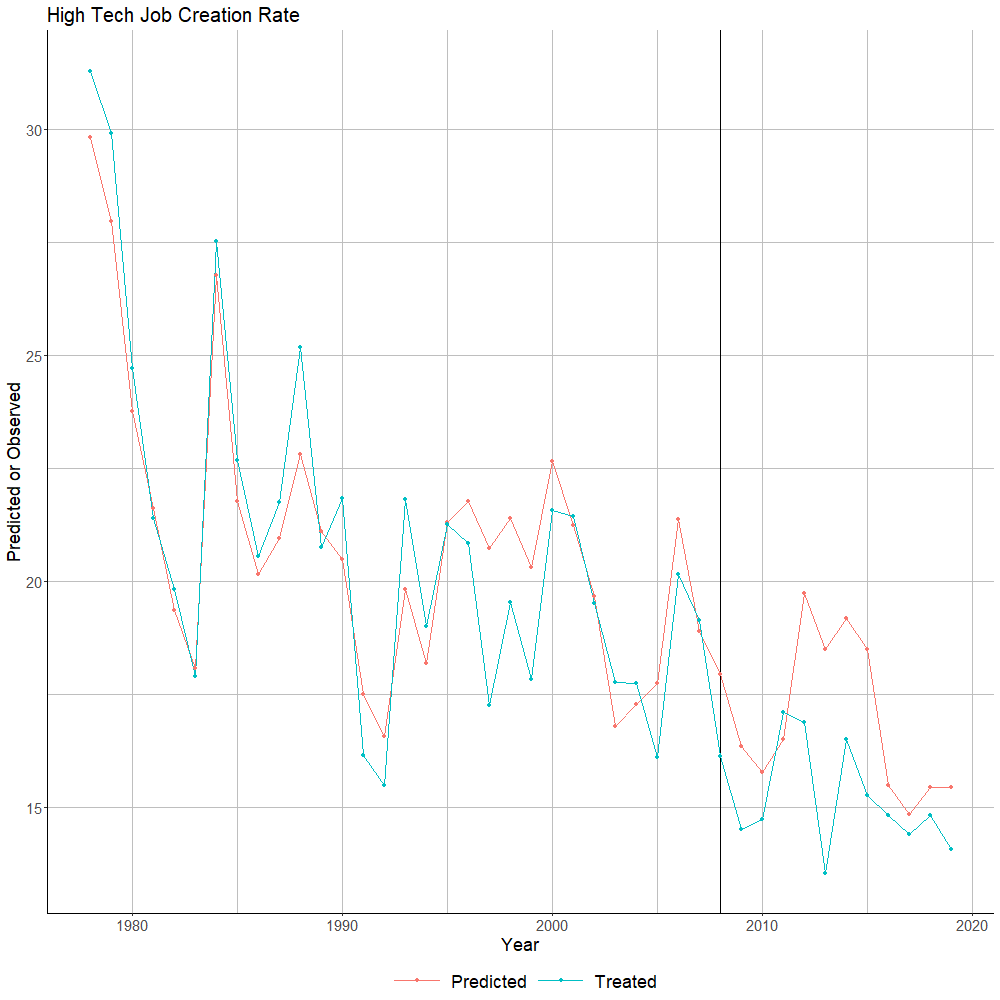 High Tech Job Creation Rate
Predicted or Observed
30
25
20
15
1980 1990 2000 2010 2020
Year
Predicted Treated